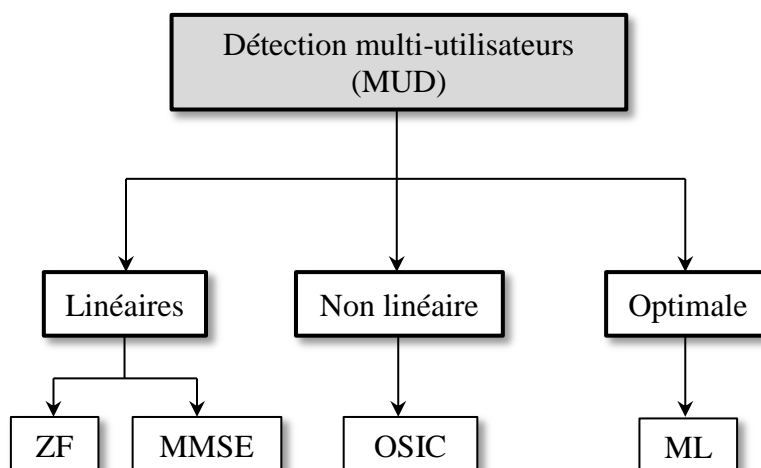 Détection multi-utilisateurs
(MUD)
Linéaires
Non linéaire
Optimale
ZF
MMSE
OSIC
ML